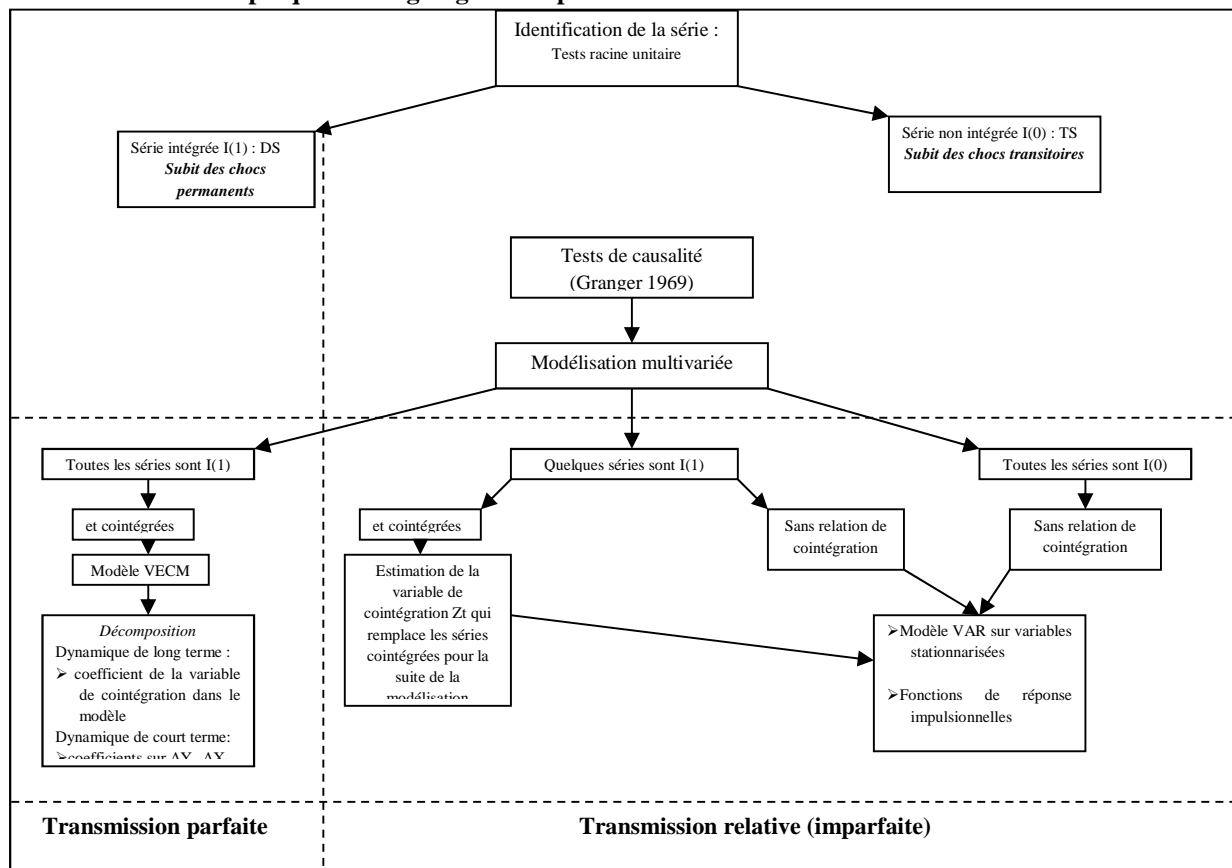 Identification de la série :
Tests racine unitaire
Série intégrée I(1) : DS
Subit des chocs
permanents
Série non intégrée I(0) : TS
Subit des chocs transitoires
Tests de causalité
(Granger 1969)
Modélisation multivariée
Toutes les séries sont I(1)
Quelques séries sont I(1)
Toutes les séries sont I(0)
et cointégrées
et cointégrées
Sans relation de
cointégration
Sans relation de
cointégration
Modèle VECM
Estimation de la
variable de
cointégration Zt qui
remplace les séries
cointégrées pour la
suite de la
modélisation
Décomposition
Dynamique de long terme :
➢ coefficient de la variable
de cointégration dans le
modèle
Dynamique de court terme:
➢coefficients sur
➢Modèle VAR sur variables
stationnarisées
➢Fonctions de réponse
impulsionnelles
Transmission parfaite
Transmission relative (imparfaite)